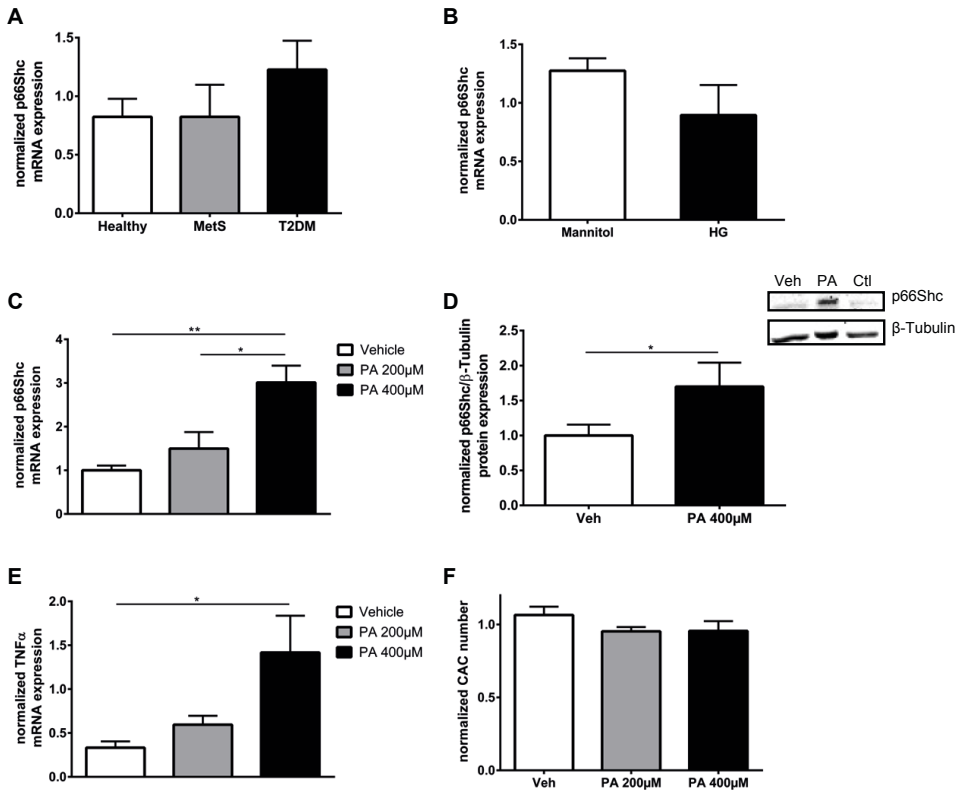 A
normalized p66Shc
mRNA expression
1.5
1.0
0.5
0.0
Healthy MetS T2DM
B
normalized p66Shc
mRNA expression
1.5
1.0
0.5
0.0
Mannitol HG
C
normalized p66Shc
mRNA expression
4
3
2
1
0
**
*
Vehicle
PA 200µM
PA 400µM
D
Veh PA Ctl
p66Shc
β-Tubulin
normalized p66Shc/β-Tubulin
protein expression
2.5
2.0
1.5
1.0
0.5
0.0
*
Veh PA 400µM
E
normalized TNFα
mRNA expression
2.0
1.5
1.0
0.5
0.0
*
Vehicle
PA 200µM
PA 400µM
F
normalized CAC number
1.0
0.5
0.0
Veh PA 200µM PA 400µM